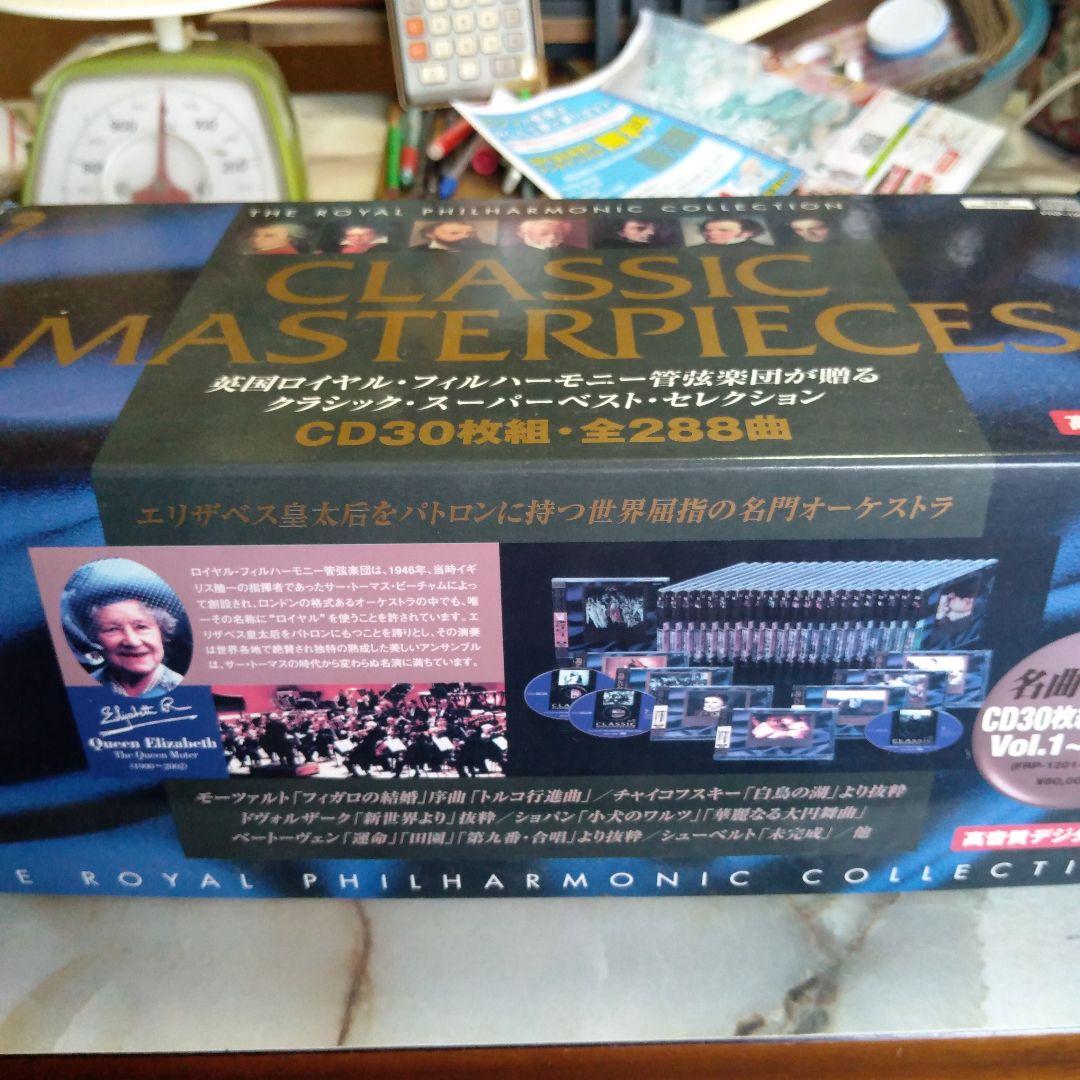 THE ROYAL PHILHARMONIC COLLECTION
CLASSIC
MASTERPIECES
英国ロイヤル・フィルハーモニー管弦楽団が贈る
クラシック・スーパーベスト・セレクション
CD30枚組・全288曲
エリザベス皇太后をパトロンに持つ世界屈指の名門オーケストラ
ロイヤル・フィルハーモニー管弦楽団は、1946年、当時イギ
リス随一の指揮者であったサー・トーマス・ビーチャムによっ
て創設され、ロンドンの格式あるオーケストラの中でも、唯
一その名称に"ロイヤル"を使うことを許されています。エ
リザベス皇太后をパトロンにもつことを誇りとし、その演奏
は世界各地で絶賛され独特の熟成した美しいアンサンブル
は、サー・トーマスの時代から変わらぬ名演に満ちています。
Elizabeth R
Queen Elizabeth
The Queen Muter
(1900〜2002)
CLASSIC
CLASSIC
名曲
CD30枚
Vol.1〜
(FRP-1201
¥60,00
モーツァルト「フィガロの結婚」序曲「トルコ行進曲」／チャイコフスキー「白鳥の湖」より抜粋
ドヴォルザーク「新世界より」抜粋／ショパン「小犬のワルツ」「華麗なる大円舞曲」
ベートーヴェン「運命」「田園」「第九番・合唱」より抜粋／シューベルト「未完成」／他
高音質デジタ
E ROYAL PHILHARMONIC COLLECTI